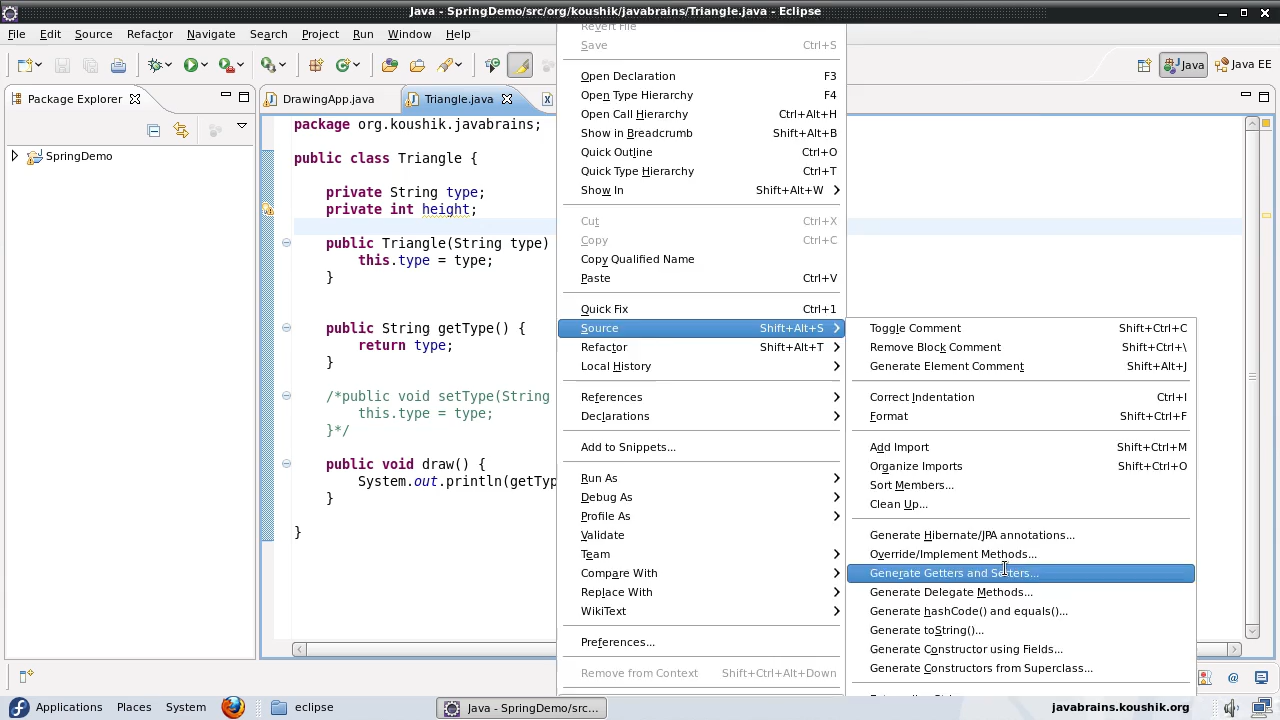 Java - SpringDemo/src/org/koushik/javabrains/Triangle.java - Eclipse
File Edit Source Refactor Navigate Search Project Run Window Help
Java Java EE
Package Explorer
SpringDemo
DrawingApp.java Triangle.java
package org.koushik.javabrains;
public class Triangle {
private String type;
private int height;
public Triangle(String type)
this.type = type;
}
public String getType() {
return type;
}
/*public void setType(String
this.type = type;
}*/
public void draw() {
System.out.println(getTyp
}
}
Revert File
Save Ctrl+S
Open Declaration F3
Open Type Hierarchy F4
Open Call Hierarchy Ctrl+Alt+H
Show in Breadcrumb Shift+Alt+B
Quick Outline Ctrl+O
Quick Type Hierarchy Ctrl+T
Show In Shift+Alt+W
Cut Ctrl+X
Copy Ctrl+C
Copy Qualified Name
Paste Ctrl+V
Quick Fix Ctrl+1
Source Shift+Alt+S
Refactor Shift+Alt+T
Local History
References
Declarations
Add to Snippets...
Run As
Debug As
Profile As
Validate
Team
Compare With
Replace With
WikiText
Preferences...
Remove from Context Shift+Ctrl+Alt+Down
Toggle Comment Shift+Ctrl+C
Remove Block Comment Shift+Ctrl+\
Generate Element Comment Shift+Alt+J
Correct Indentation Ctrl+I
Format Shift+Ctrl+F
Add Import Shift+Ctrl+M
Organize Imports Shift+Ctrl+O
Sort Members...
Clean Up...
Generate Hibernate/JPA annotations...
Override/Implement Methods...
Generate Getters and Setters...
Generate Delegate Methods...
Generate hashCode() and equals()...
Generate toString()...
Generate Constructor using Fields...
Generate Constructors from Superclass...
Applications Places System eclipse Java - SpringDemo/src... javabrains.koushik.org